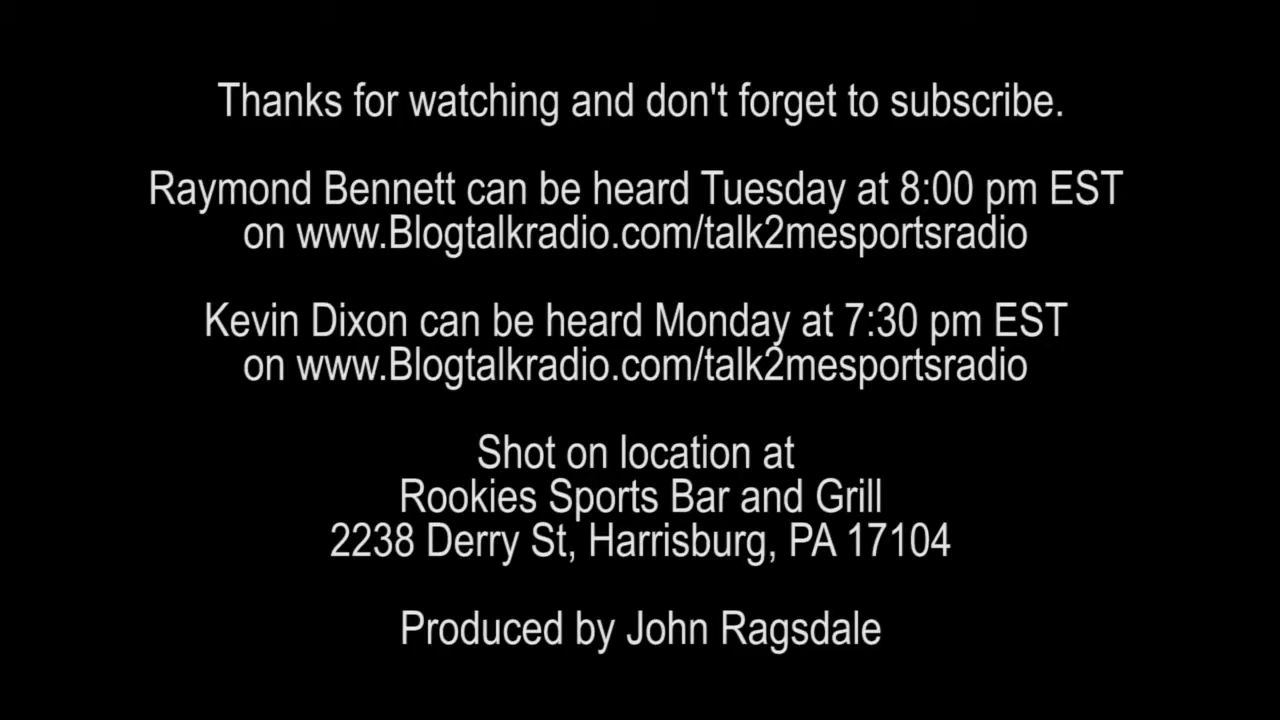 Thanks for watching and don't forget to subscribe.
Raymond Bennett can be heard Tuesday at 8:00 pm EST
on www.Blogtalkradio.com/talk2mesportsradio
Kevin Dixon can be heard Monday at 7:30 pm EST
on www.Blogtalkradio.com/talk2mesportsradio
Shot on location at
Rookies Sports Bar and Grill
2238 Derry St, Harrisburg, PA 17104
Produced by John Ragsdale